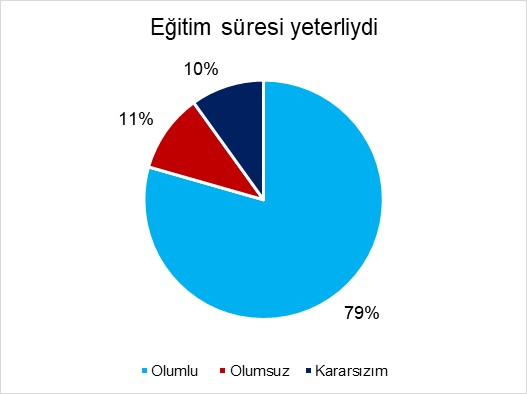 Eğitim süresi yeterliydi
10%
11%
79%
Olumlu Olumsuz Kararsızım